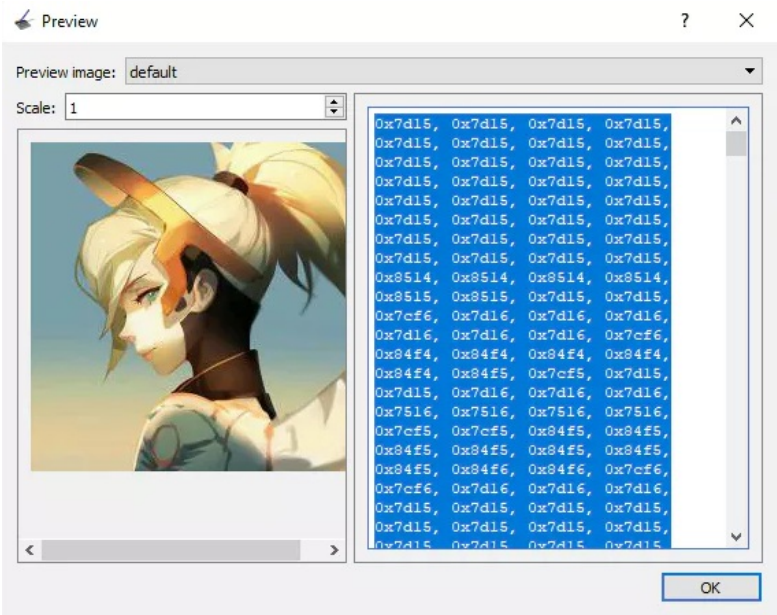 Preview
?
Preview image: default
Scale: 1
0x7d15, 0x7d15, 0x7d15, 0x7d15,
0x7d15, 0x7d15, 0x7d15, 0x7d15,
0x7d15, 0x7d15, 0x7d15, 0x7d15,
0x7d15, 0x7d15, 0x7d15, 0x7d15,
0x7d15, 0x7d15, 0x7d15, 0x7d15,
0x7d15, 0x7d15, 0x7d15, 0x7d15,
0x7d15, 0x7d15, 0x7d15, 0x7d15,
0x7d15, 0x7d15, 0x7d15, 0x7d15,
0x8514, 0x8514, 0x8514, 0x8514,
0x8515, 0x8515, 0x7d15, 0x7d15,
0x7cf6, 0x7d16, 0x7d16, 0x7d16,
0x7d16, 0x7d16, 0x7d16, 0x7cf6,
0x84f4, 0x84f4, 0x84f4, 0x84f4,
0x84f4, 0x84f5, 0x7cf5, 0x7d15,
0x7d15, 0x7d16, 0x7d16, 0x7d16,
0x7516, 0x7516, 0x7516, 0x7516,
0x7cf5, 0x7cf5, 0x84f5, 0x84f5,
0x84f5, 0x84f5, 0x84f5, 0x84f5,
0x84f5, 0x84f6, 0x84f6, 0x7cf6,
0x7cf6, 0x7d16, 0x7d16, 0x7d16,
0x7d15, 0x7d15, 0x7d15, 0x7d15,
0x7d15, 0x7d15, 0x7d15, 0x7d15,
0x7d15, 0x7d15, 0x7d15, 0x7d15,
OK